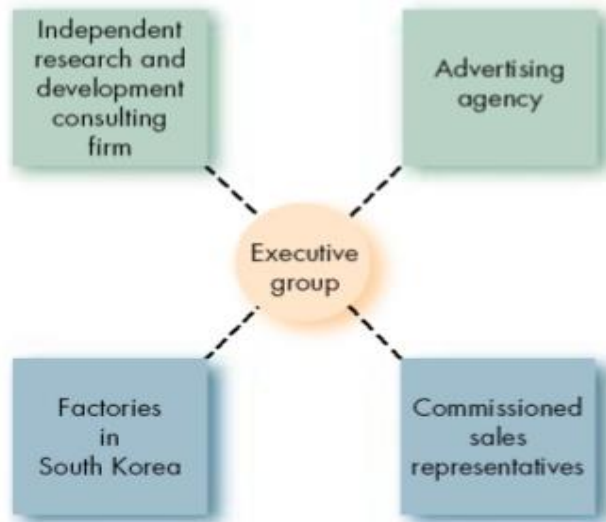 Independent
research and
development
consulting
firm
Advertising
agency
Executive
group
Factories
in
South Korea
Commissioned
sales
representatives